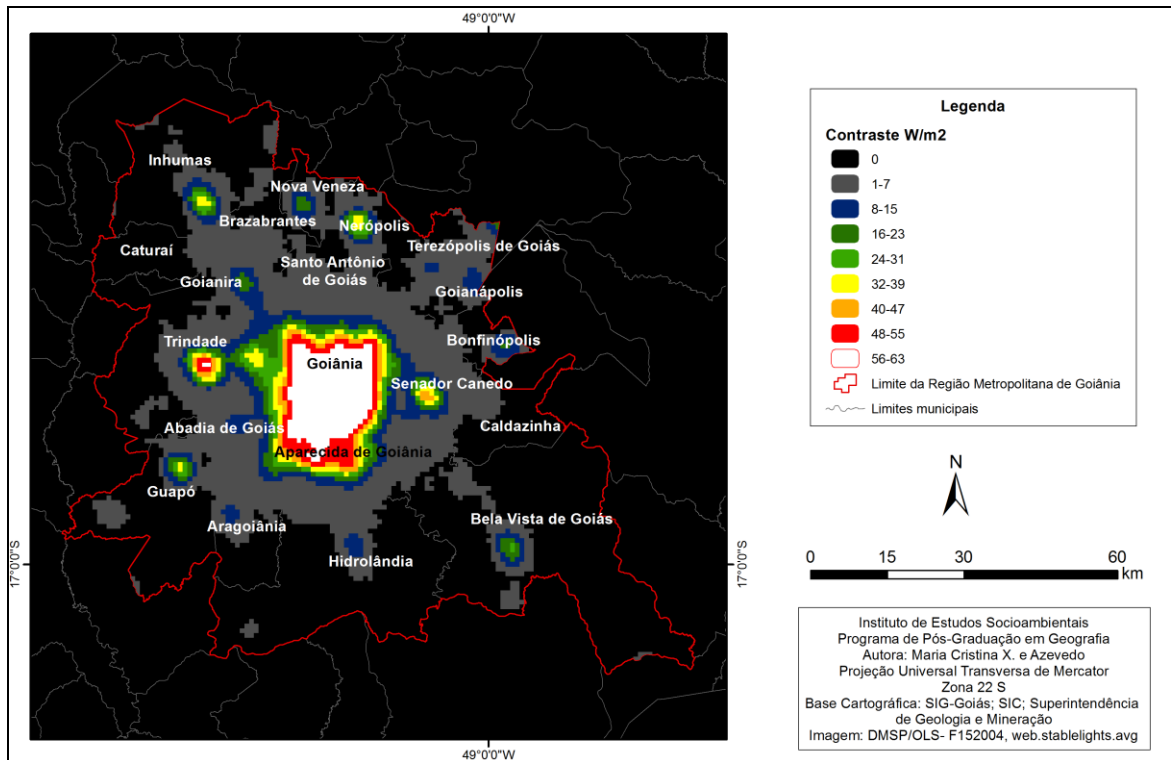 49°0'0"W
Inhumas
Nova Veneza
Brazabrantes
Nerópolis
Caturaí
Terezópolis de Goiás
Santo Antônio
de Goiás
Goianira
Goianápolis
Trindade
Bonfinópolis
Goiânia
Senador Canedo
Abadia de Goiás
Caldazinha
Aparecida de Goiânia
Guapó
Aragoiânia
Bela Vista de Goiás
Hidrolândia
17°0'0"S
17°0'0"S
49°0'0"W
Legenda
Contraste W/m2
0
1-7
8-15
16-23
24-31
32-39
40-47
48-55
56-63
Limite da Região Metropolitana de Goiânia
Limites municipais
N
0 15 30 60
km
Instituto de Estudos Socioambientais
Programa de Pós-Graduação em Geografia
Autora: Maria Cristina X. e Azevedo
Projeção Universal Transversa de Mercator
Zona 22 S
Base Cartográfica: SIG-Goiás; SIC; Superintendência
de Geologia e Mineração
Imagem: DMSP/OLS- F152004, web.stablelights.avg